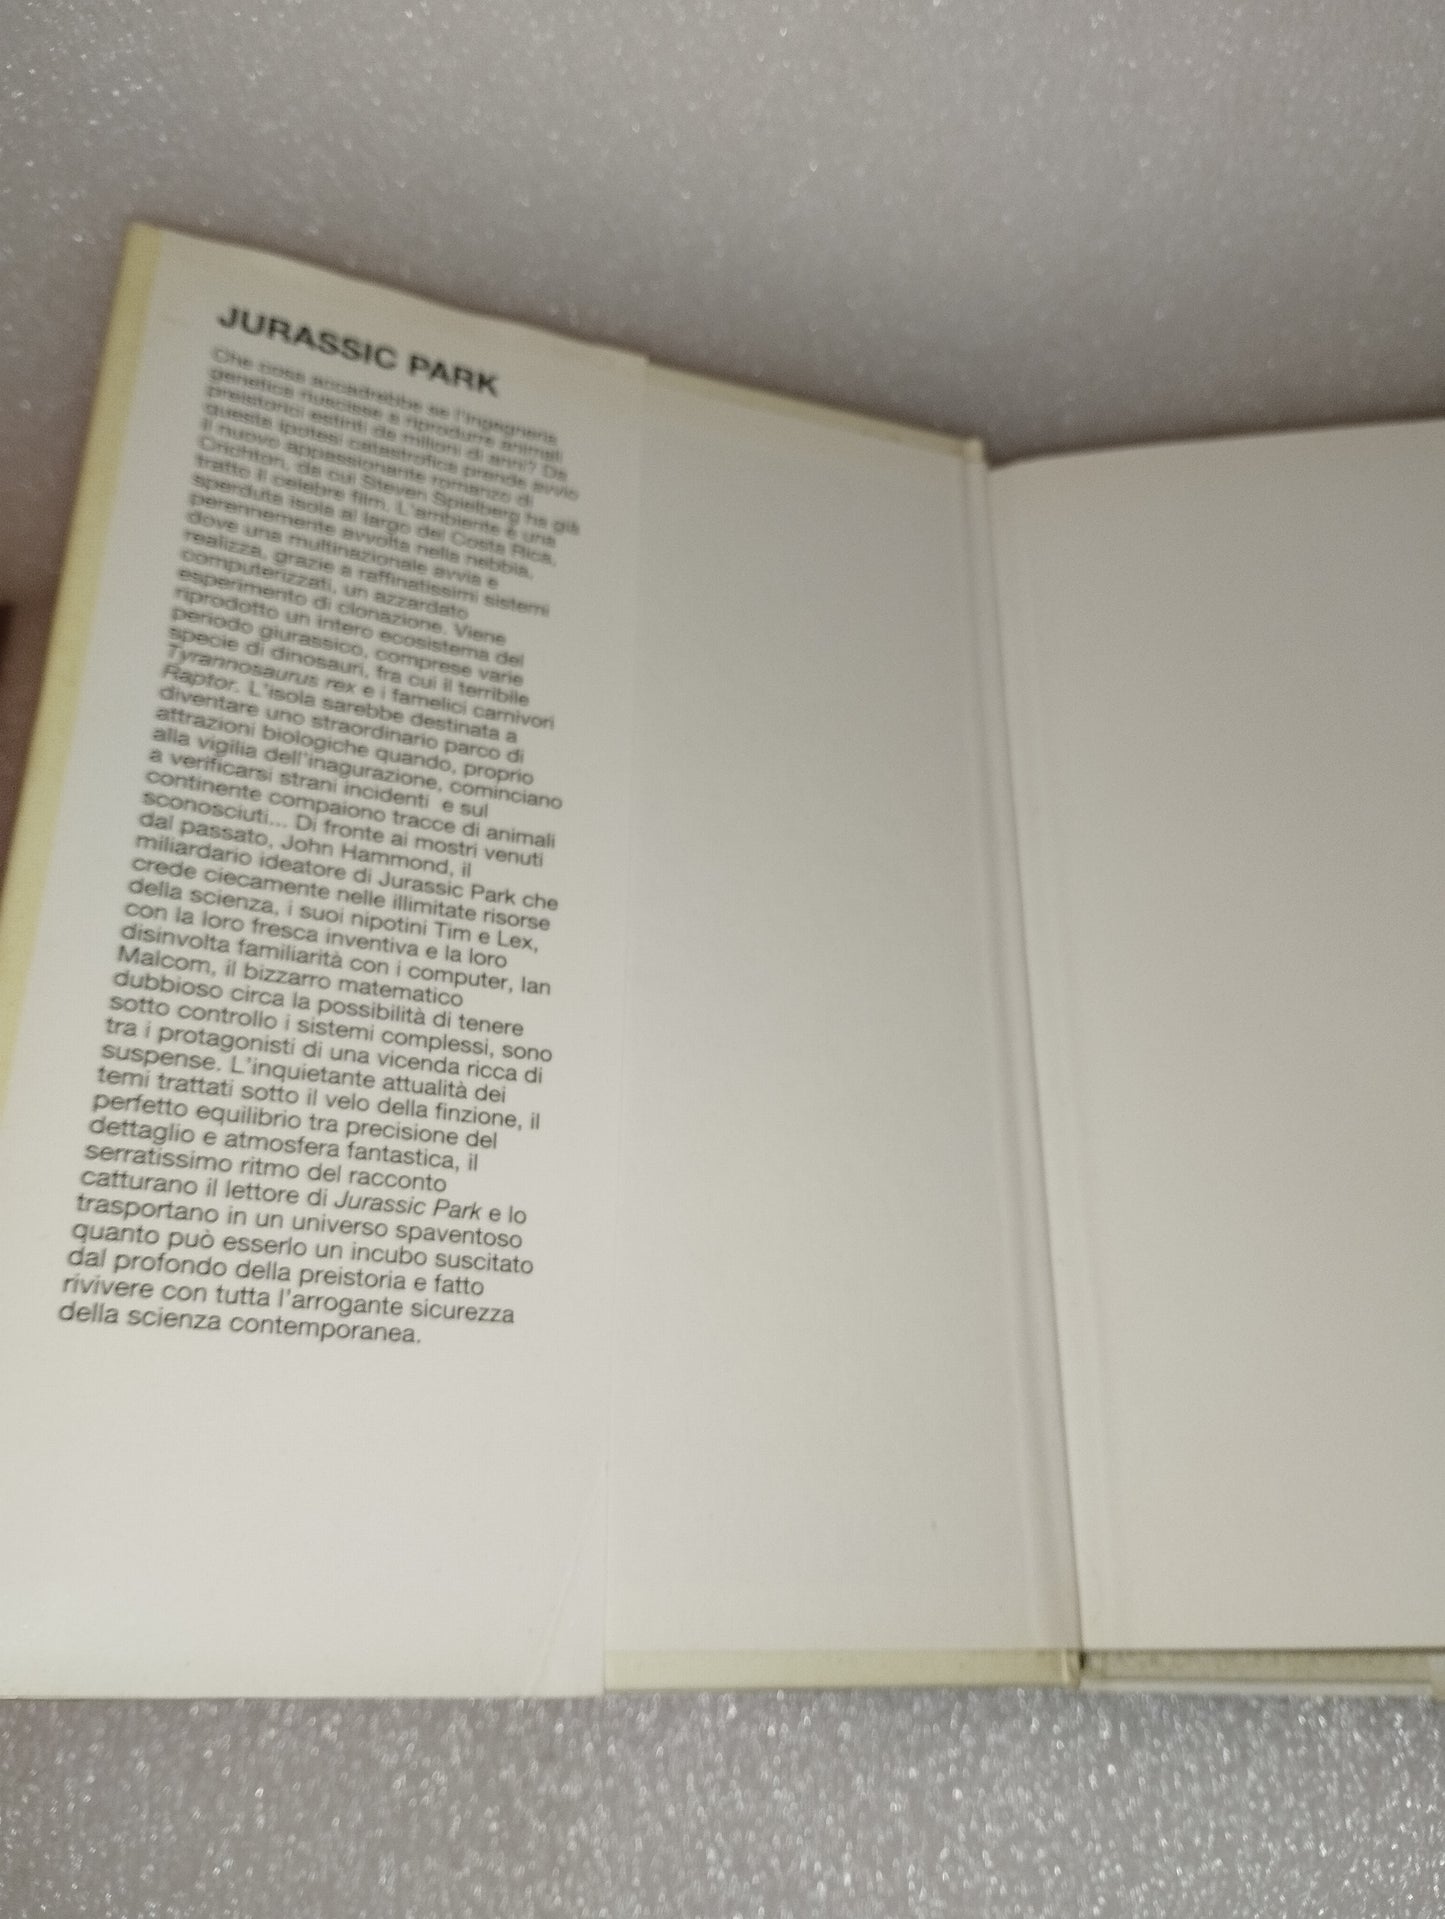 JURASSIC PARK
Che cosa accadrebbe se l'ingegneria
genetica riuscisse a riprodurre animali
preistorici estinti da milioni di anni? Da
questa ipotesi catastrofica prende avvio
il nuovo appassionante romanzo di
Crichton, da cui Steven Spielberg ha già
tratto il celebre film. L'ambiente è una
sperduta isola al largo del Costa Rica,
perennemente avvolta nella nebbia,
dove una multinazionale avvia e
realizza, grazie a raffinatissimi sistemi
computerizzati, un azzardato
esperimento di clonazione. Viene
riprodotto un intero ecosistema del
periodo giurassico, comprese varie
specie di dinosauri, fra cui il terribile
Tyrannosaurus rex e i famelici carnivori
Raptor. L'isola sarebbe destinata a
diventare uno straordinario parco di
attrazioni biologiche quando, proprio
alla vigilia dell'inagurazione, cominciano
a verificarsi strani incidenti e sul
continente compaiono tracce di animali
sconosciuti... Di fronte ai mostri venuti
dal passato, John Hammond, il
miliardario ideatore di Jurassic Park che
crede ciecamente nelle illimitate risorse
della scienza, i suoi nipotini Tim e Lex,
con la loro fresca inventiva e la loro
disinvolta familiarità con i computer, Ian
Malcom, il bizzarro matematico
dubbioso circa la possibilità di tenere
sotto controllo i sistemi complessi, sono
tra i protagonisti di una vicenda ricca di
suspense. L'inquietante attualità dei
temi trattati sotto il velo della finzione, il
perfetto equilibrio tra precisione del
dettaglio e atmosfera fantastica, il
serratissimo ritmo del racconto
catturano il lettore di Jurassic Park e lo
trasportano in un universo spaventoso
quanto può esserlo un incubo suscitato
dal profondo della preistoria e fatto
rivivere con tutta l'arrogante sicurezza
della scienza contemporanea.